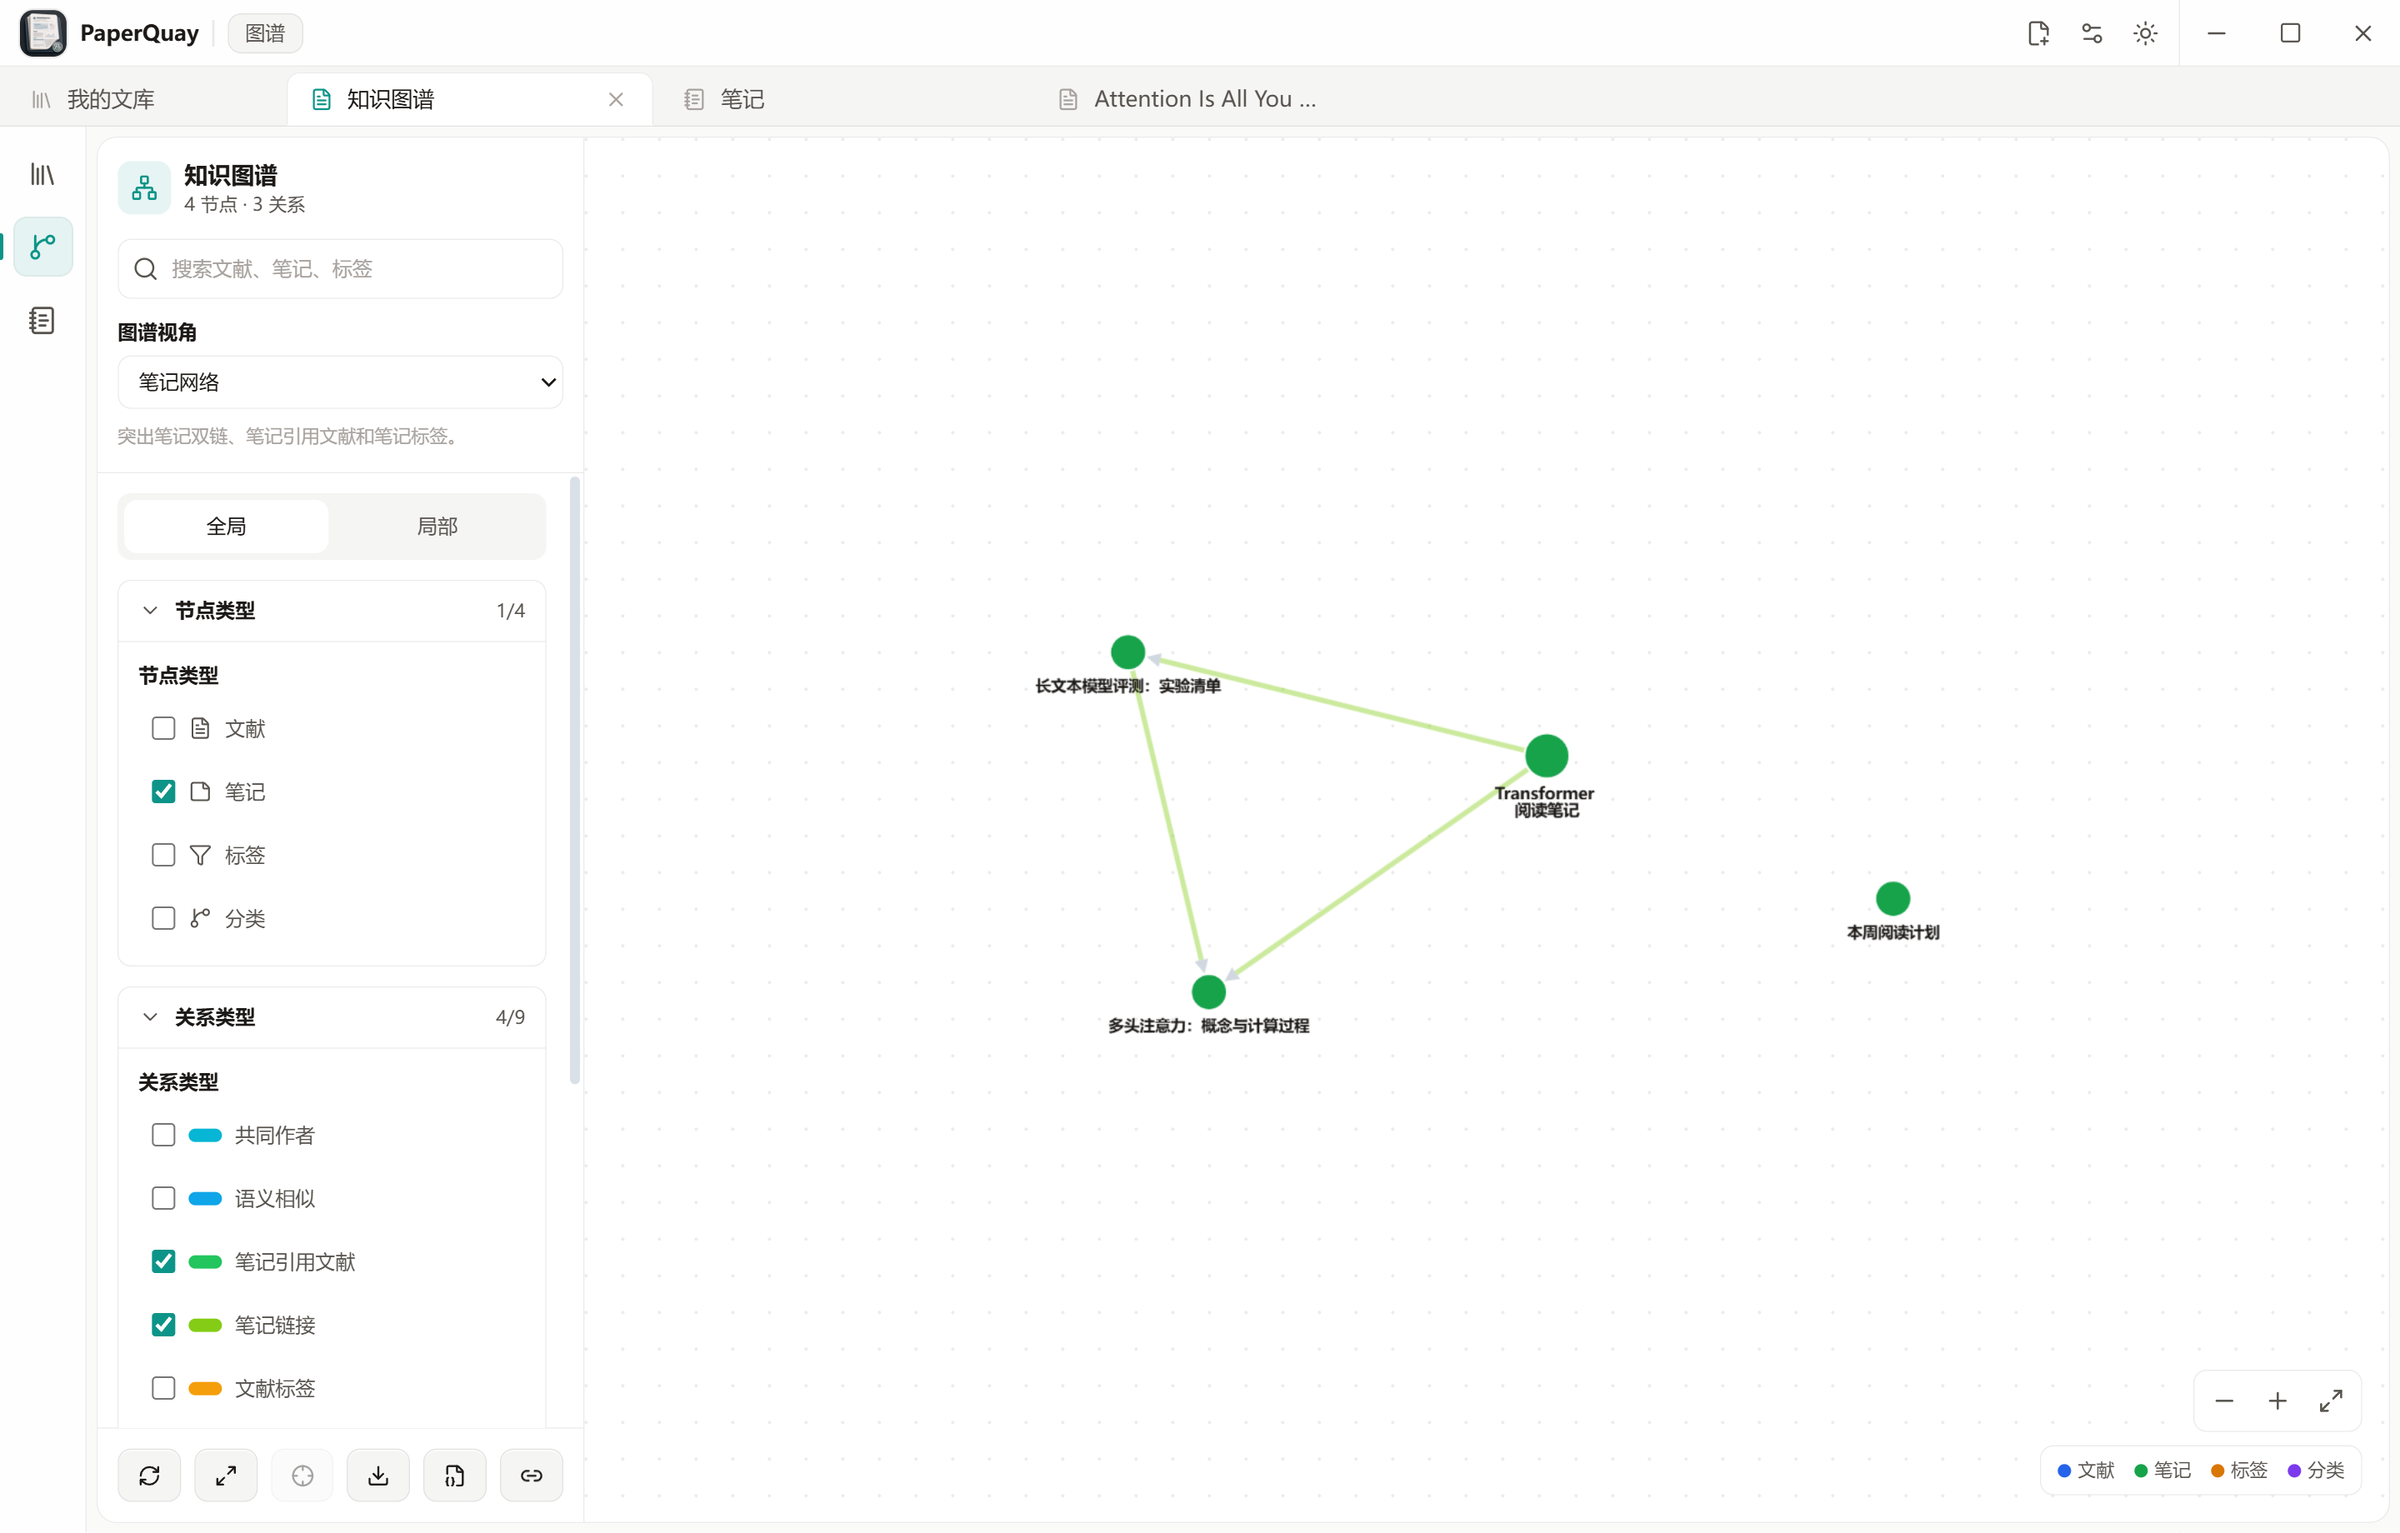 PaperQuay
图谱
我的文库
知识图谱
笔记
Attention Is All You ...
知识图谱
4 节点 · 3 关系
搜索文献、笔记、标签
图谱视角
笔记网络
突出笔记双链、笔记引用文献和笔记标签。
全局
局部
节点类型
1/4
节点类型
文献
笔记
标签
分类
关系类型
4/9
关系类型
共同作者
语义相似
笔记引用文献
笔记链接
文献标签
长文本模型评测：实验清单
Transformer
阅读笔记
本周阅读计划
多头注意力：概念与计算过程
文献
笔记
标签
分类